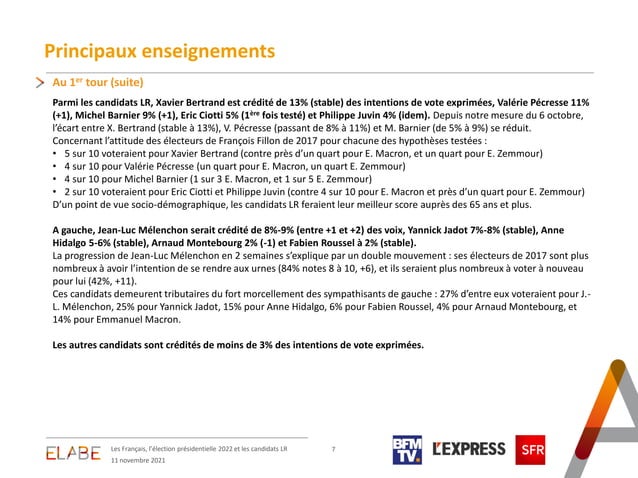 Principaux enseignements
Au 1er tour (suite)
Parmi les candidats LR, Xavier Bertrand est crédité de 13% (stable) des intentions de vote exprimées, Valérie Pécresse 11%
(+1), Michel Barnier 9% (+1), Eric Ciotti 5% (1ère fois testé) et Philippe Juvin 4% (idem). Depuis notre mesure du 6 octobre,
l'écart entre X. Bertrand (stable à 13%), V. Pécresse (passant de 8% à 11%) et M. Barnier (de 5% à 9%) se réduit.
Concernant l'attitude des électeurs de François Fillon de 2017 pour chacune des hypothèses testées :
• 5 sur 10 voteraient pour Xavier Bertrand (contre près d'un quart pour E. Macron, et un quart pour E. Zemmour)
• 4 sur 10 pour Valérie Pécresse (un quart pour E. Macron, un quart E. Zemmour)
• 4 sur 10 pour Michel Barnier (1 sur 3 E. Macron, et 1 sur 5 E. Zemmour)
• 2 sur 10 voteraient pour Eric Ciotti et Philippe Juvin (contre 4 sur 10 pour E. Macron et près d'un quart pour E. Zemmour)
D'un point de vue socio-démographique, les candidats LR feraient leur meilleur score auprès des 65 ans et plus.
A gauche, Jean-Luc Mélenchon serait crédité de 8%-9% (entre +1 et +2) des voix, Yannick Jadot 7%-8% (stable), Anne
Hidalgo 5-6% (stable), Arnaud Montebourg 2% (-1) et Fabien Roussel à 2% (stable).
La progression de Jean-Luc Mélenchon en 2 semaines s'explique par un double mouvement : ses électeurs de 2017 sont plus
nombreux à avoir l'intention de se rendre aux urnes (84% notes 8 à 10, +6), et ils seraient plus nombreux à voter à nouveau
pour lui (42%, +11).
Ces candidats demeurent tributaires du fort morcellement des sympathisants de gauche : 27% d'entre eux voteraient pour J.-
L. Mélenchon, 25% pour Yannick Jadot, 15% pour Anne Hidalgo, 6% pour Fabien Roussel, 4% pour Arnaud Montebourg, et
14% pour Emmanuel Macron.
Les autres candidats sont crédités de moins de 3% des intentions de vote exprimées.
ELABE
Les Français, l'élection présidentielle 2022 et les candidats LR
11 novembre 2021
7
BFM
TV.
L'EXPRESS
SFR